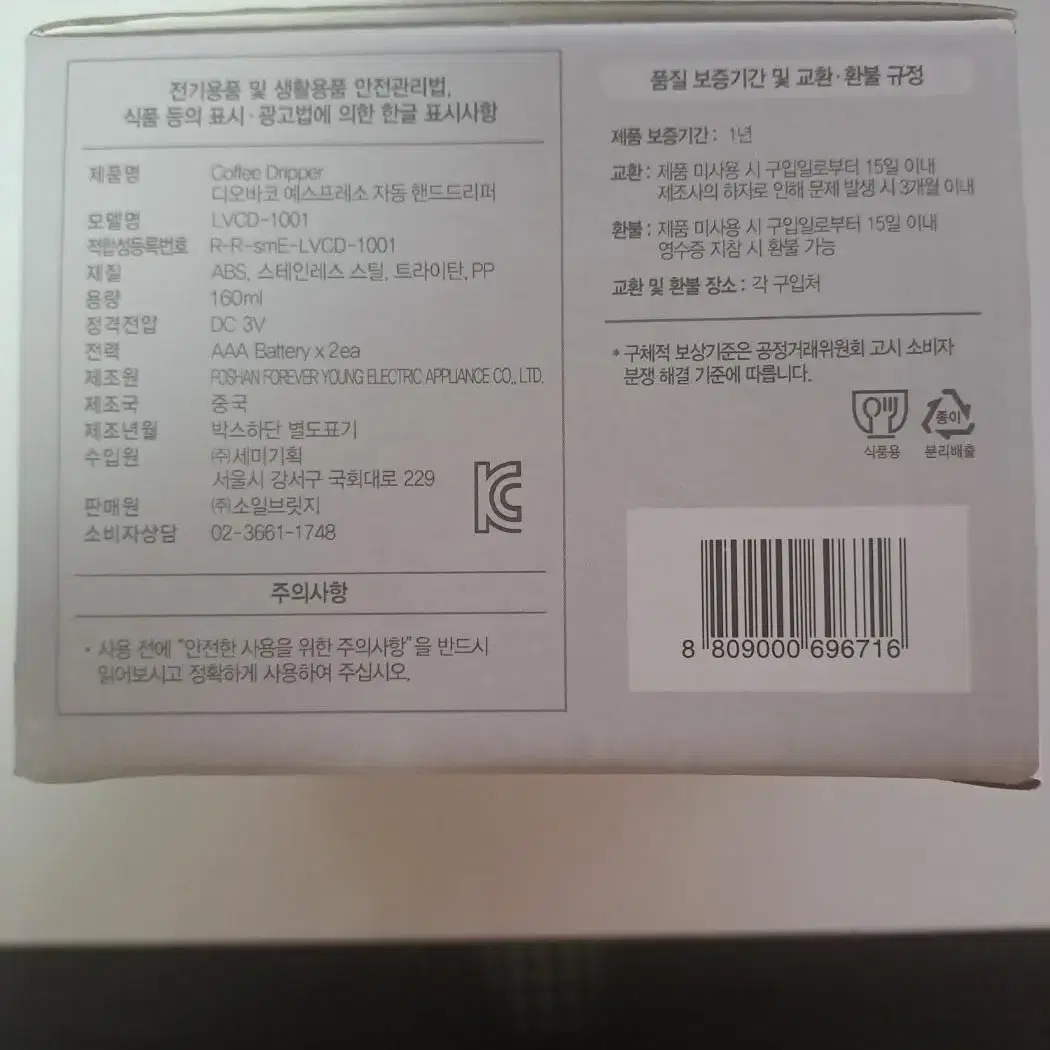 전기용품 및 생활용품 안전관리법,
식품 등의 표시·광고법에 의한 한글 표시사항
제품명 Coffee Dripper
디오바코 예스프레소 자동 핸드드리퍼
모델명 LVCD-1001
적합성등록번호 R-R-smE-LVCD-1001
재질 ABS, 스테인레스 스틸, 트라이탄, PP
용량 160ml
정격전압 DC 3V
전력 AAA Battery x 2ea
제조원 FOSHAN FOREVER YOUNG ELECTRIC APPLIANCE CO., LTD.
제조국 중국
제조년월 박스하단 별도표기
수입원 ㈜세미기획
서울시 강서구 국회대로 229
판매원 ㈜소일브릿지
소비자상담 02-3661-1748
주의사항
• 사용 전에 "안전한 사용을 위한 주의사항"을 반드시
읽어보시고 정확하게 사용하여 주십시오.
품질 보증기간 및 교환·환불 규정
제품 보증기간 : 1년
교환 : 제품 미사용 시 구입일로부터 15일 이내
제조사의 하자로 인해 문제 발생 시 3개월 이내
환불 : 제품 미사용 시 구입일로부터 15일 이내
영수증 지참 시 환불 가능
교환 및 환불 장소 : 각 구입처
* 구체적 보상기준은 공정거래위원회 고시 소비자
분쟁 해결 기준에 따릅니다.
종이
식품용 분리배출
8 809000 696716